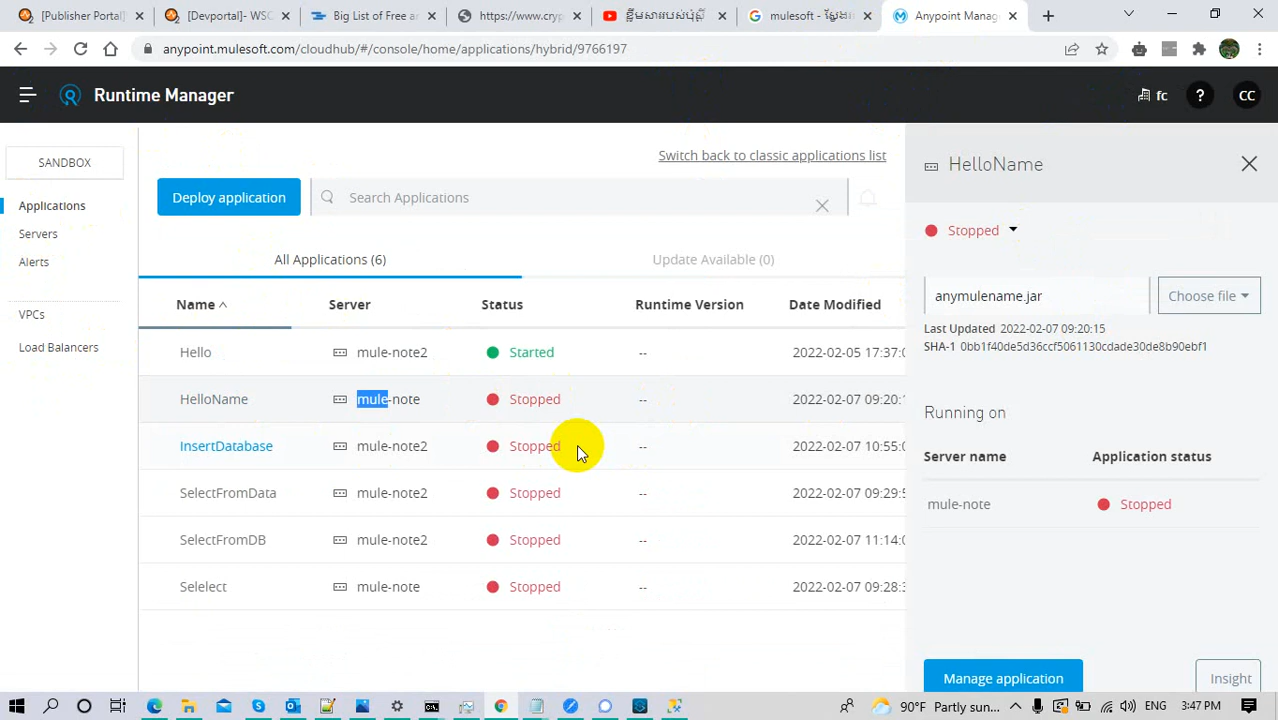 [Publisher Portal]
[Devportal]- WSC
Big List of Free an
https://www.cryp
mulesoft - ស្វែងរក
Anypoint Manag
anypoint.mulesoft.com/cloudhub/#/console/home/applications/hybrid/9766197
Runtime Manager
fc
?
CC
SANDBOX
Applications
Servers
Alerts
VPCs
Load Balancers
Switch back to classic applications list
Deploy application
Search Applications
All Applications (6)
Update Available (0)
Name Server Status Runtime Version Date Modified
Hello mule-note2 Started -- 2022-02-05 17:37:0
HelloName mule-note Stopped -- 2022-02-07 09:20:1
InsertDatabase mule-note2 Stopped -- 2022-02-07 10:55:0
SelectFromData mule-note2 Stopped -- 2022-02-07 09:29:5
SelectFromDB mule-note2 Stopped -- 2022-02-07 11:14:0
Selelect mule-note Stopped -- 2022-02-07 09:28:3
HelloName
Stopped
anymulename.jar
Choose file
Last Updated 2022-02-07 09:20:15
SHA-1 0bb1f40de5d36ccf5061130cdade30de8b90ebf1
Running on
Server name Application status
mule-note Stopped
Manage application
Insight
90°F Partly sun...
ENG
3:47 PM